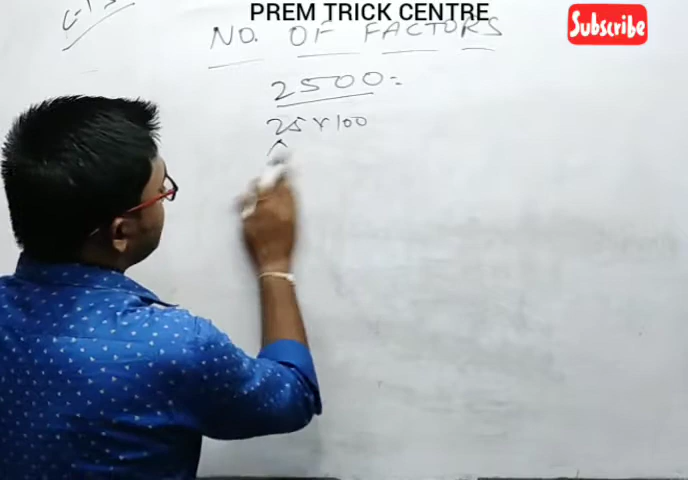 PREM TRICK CENTRE
Subscribe
NO. OF FACTORS
2500=
25×100